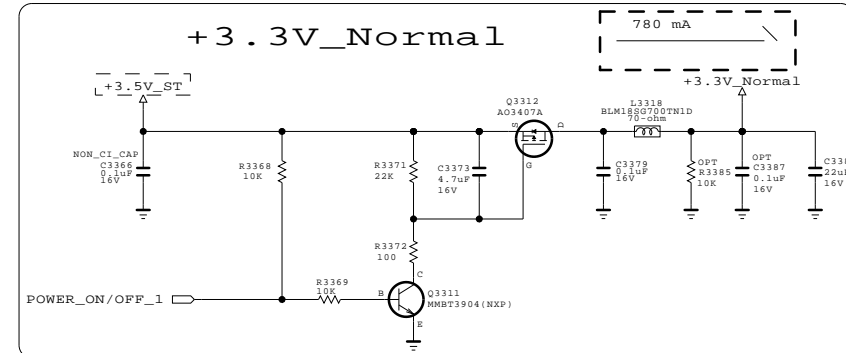 +3.3V_Normal
780 mA
+3.5V_ST
+3.3V_Normal
Q3312
AO3407A
L3318
BLM18SG700TN1D
70-ohm
S
D
G
NON_CI_CAP
C3366
0.1uF
16V
R3368
10K
R3371
22K
C3373
4.7uF
16V
C3379
0.1uF
16V
OPT
R3385
10K
OPT
C3387
0.1uF
16V
22uF
16V
R3372
100
C
R3369
10K
POWER_ON/OFF_1
B
Q3311
MMBT3904(NXP)
E